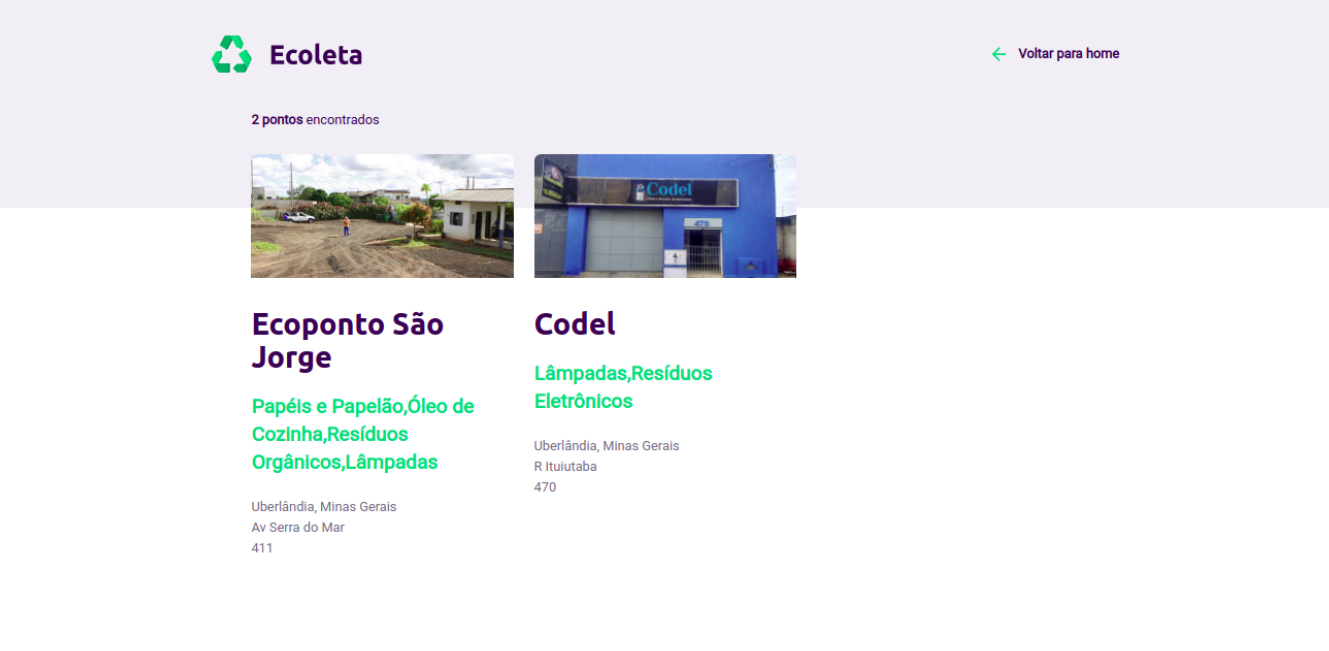 Ecoleta
Voltar para home
2 pontos encontrados
Codel
470
Ecoponto São
Jorge
Papéis e Papelão,Óleo de
Cozinha,Resíduos
Orgânicos,Lâmpadas
Uberlândia, Minas Gerais
Av Serra do Mar
411
Codel
Lâmpadas,Resíduos
Eletrônicos
Uberlândia, Minas Gerais
R Ituiutaba
470